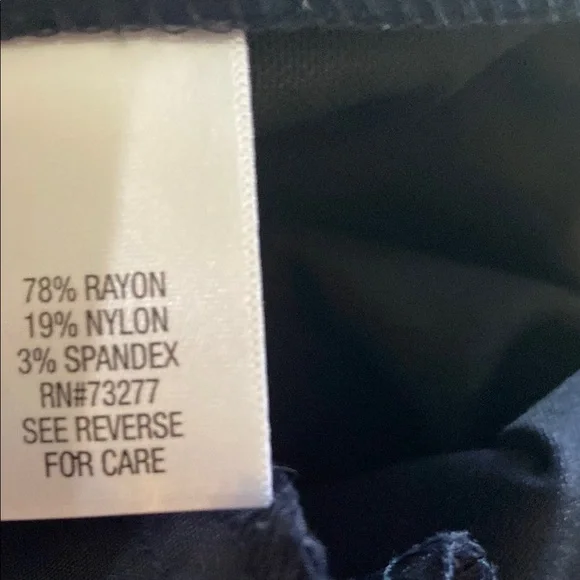 78% RAYON
19% NYLON
3% SPANDEX
RN#73277
SEE REVERSE
FOR CARE